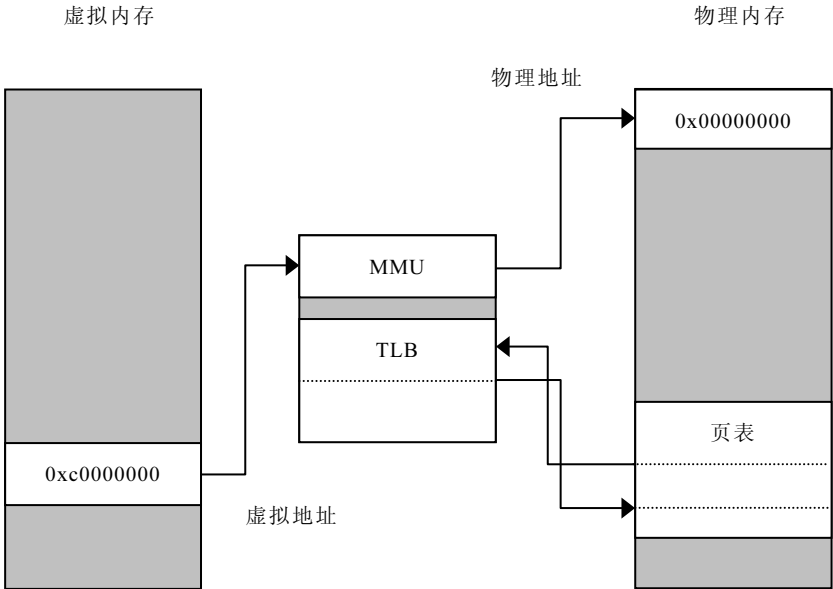 虚拟内存
物理内存
物理地址
0x00000000
MMU
TLB
页表
0xc0000000
虚拟地址